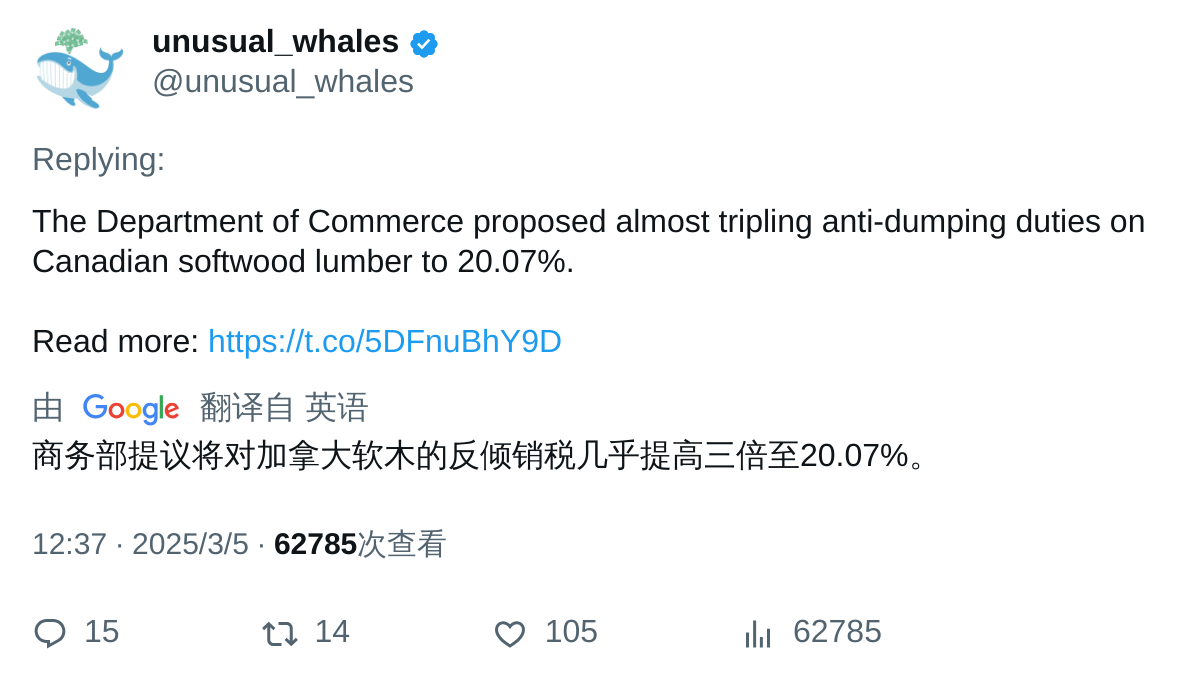 unusual_whales
@unusual_whales
Replying:
The Department of Commerce proposed almost tripling anti-dumping duties on
Canadian softwood lumber to 20.07%.
Read more: https://t.co/5DFnuBhY9D
由 Google 翻译自 英语
商务部提议将对加拿大软木的反倾销税几乎提高三倍至20.07%。
12:37 · 2025/3/5 · 62785次查看
15 14 105 62785